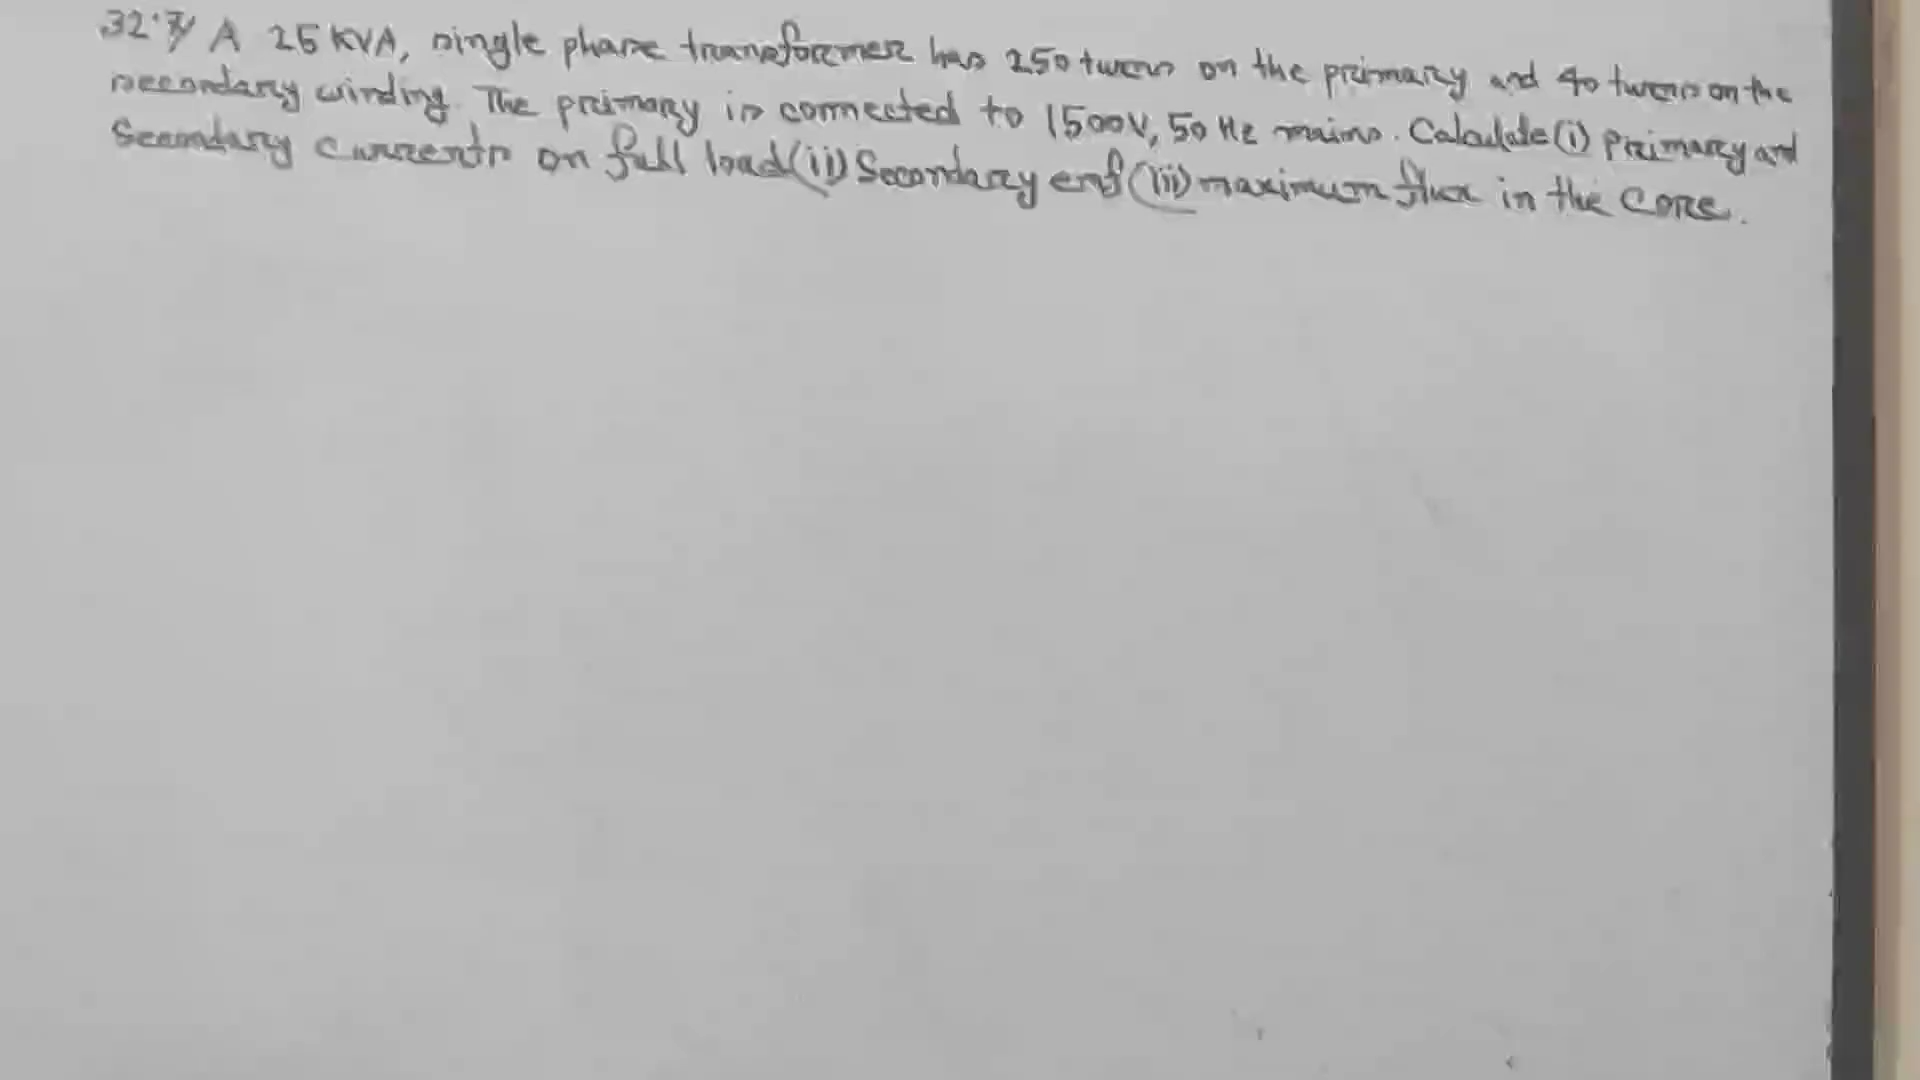 32.7/ A 25 KVA, single phase transformer has 250 turns on the primary and 40 turns on the
secondary winding. The primary is connected to 1500V, 50 Hz mains. Calculate (i) Primary and
Secondary Currents on full load (ii) Secondary emf (iii) maximum flux in the Core.